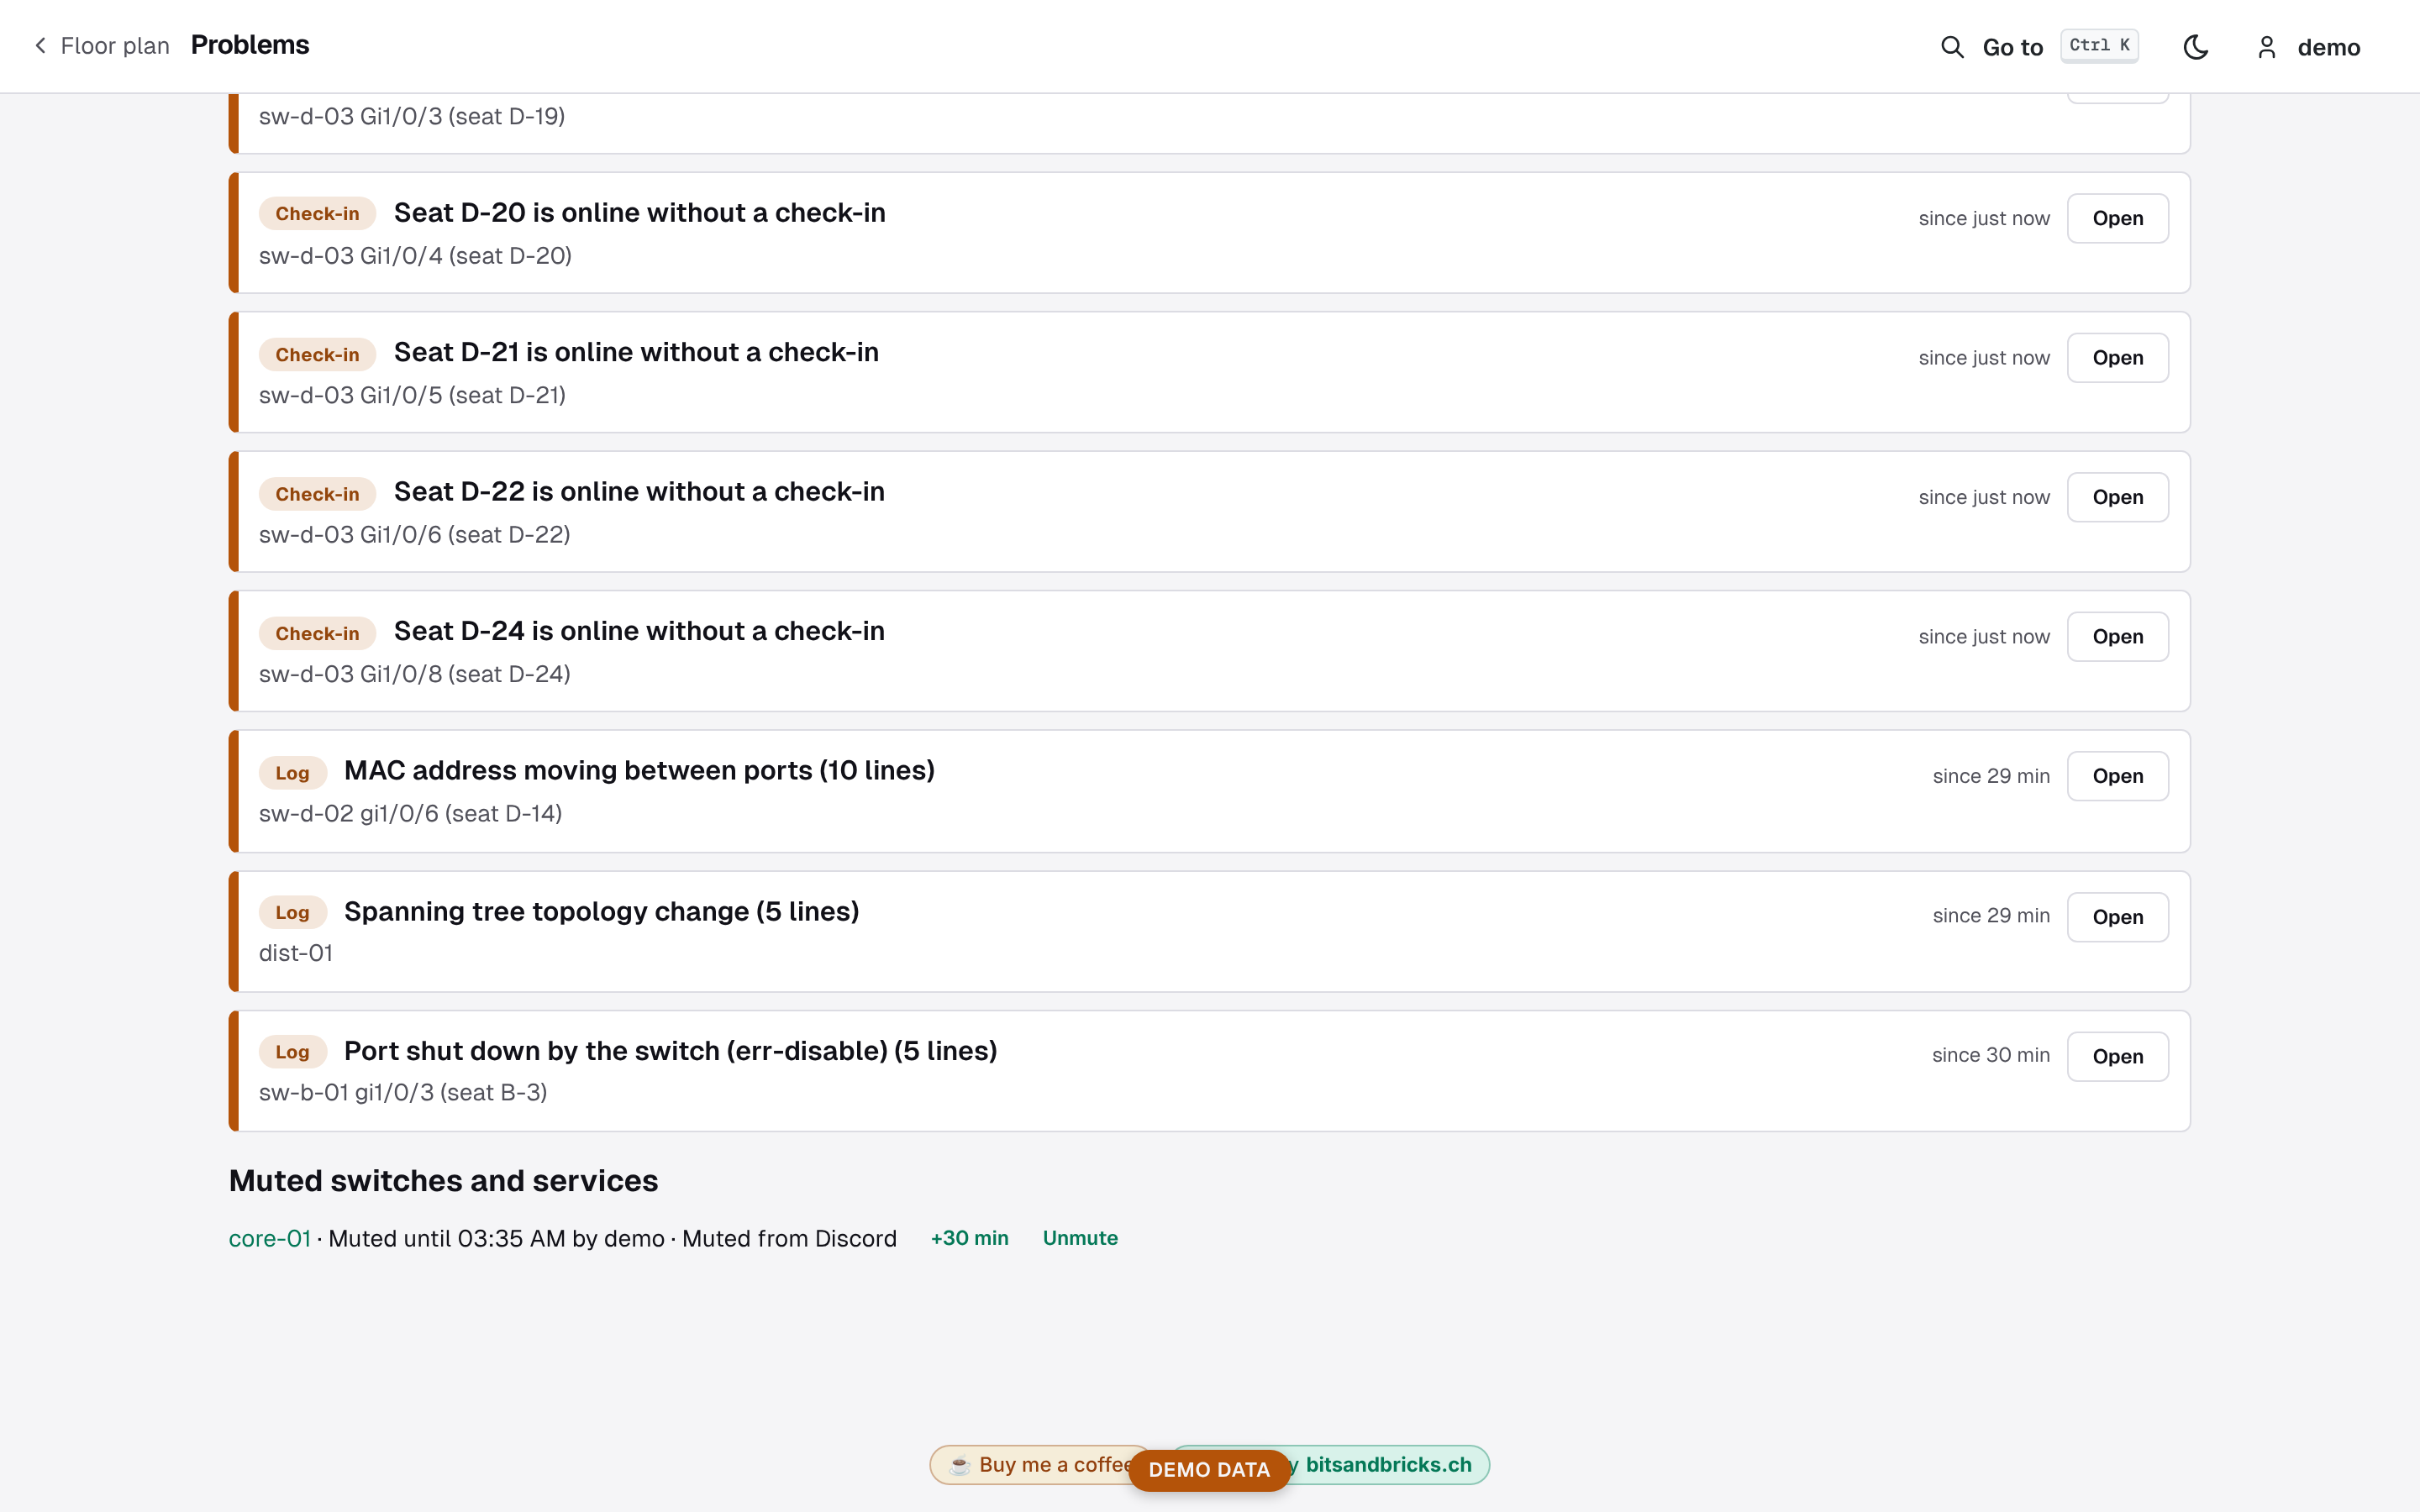 Floor plan Problems Go to Ctrl K demo
sw-d-03 Gi1/0/3 (seat D-19)
Check-in Seat D-20 is online without a check-in since just now Open
sw-d-03 Gi1/0/4 (seat D-20)
Check-in Seat D-21 is online without a check-in since just now Open
sw-d-03 Gi1/0/5 (seat D-21)
Check-in Seat D-22 is online without a check-in since just now Open
sw-d-03 Gi1/0/6 (seat D-22)
Check-in Seat D-24 is online without a check-in since just now Open
sw-d-03 Gi1/0/8 (seat D-24)
Log MAC address moving between ports (10 lines) since 29 min Open
sw-d-02 gi1/0/6 (seat D-14)
Log Spanning tree topology change (5 lines) since 29 min Open
dist-01
Log Port shut down by the switch (err-disable) (5 lines) since 30 min Open
sw-b-01 gi1/0/3 (seat B-3)
Muted switches and services
core-01 · Muted until 03:35 AM by demo · Muted from Discord +30 min Unmute
Buy me a coffee DEMO DATA bitsandbricks.ch